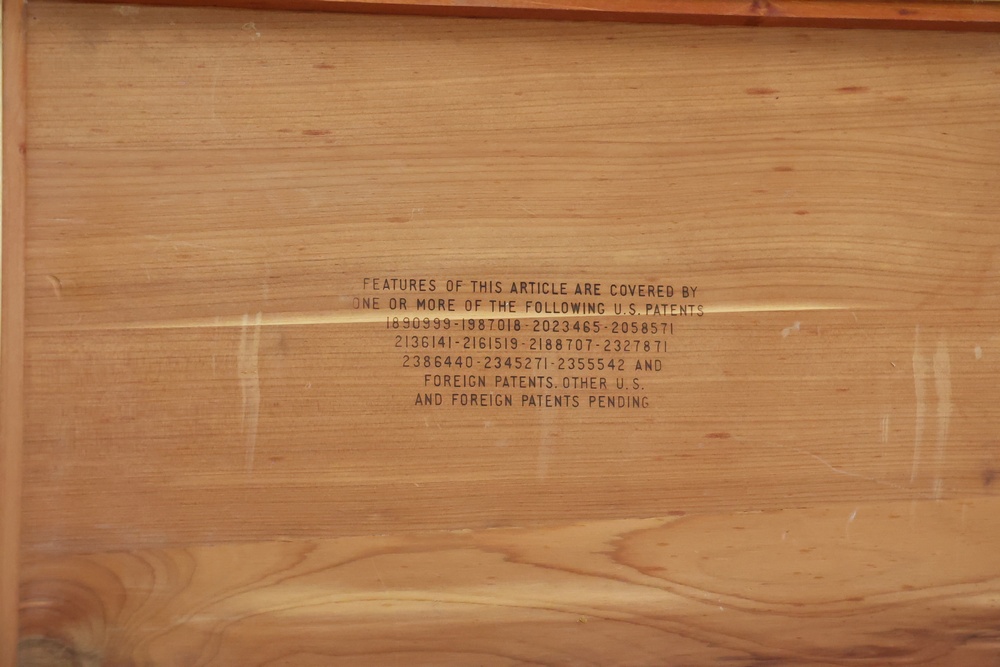 FEATURES OF THIS ARTICLE ARE COVERED BY
ONE OR MORE OF THE FOLLOWING U.S. PATENTS
1890999-1987018-2023465-2058571
2136141-2161519-2188707-2327871
2386440-2345271-2355542 AND
FOREIGN PATENTS. OTHER U.S.
AND FOREIGN PATENTS PENDING